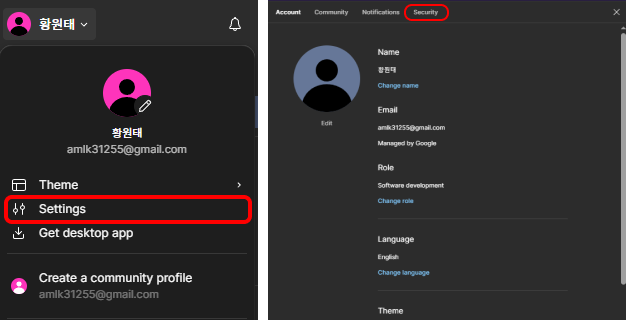 황원태
황원태
amlk31255@gmail.com
Theme
Settings
Get desktop app
Create a community profile
amlk31255@gmail.com
Account Community Notifications Security
Edit
Name
황원태
Change name
Email
amlk31255@gmail.com
Managed by Google
Role
Software development
Change role
Language
English
Change language
Theme